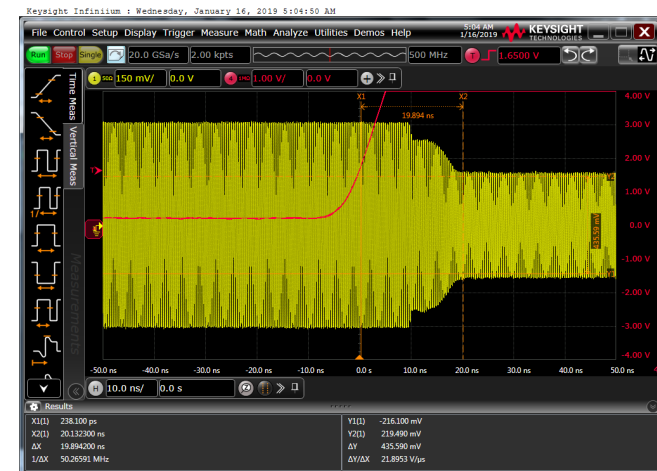 Keysight Infiniium : Wednesday, January 16, 2019 5:04:50 AM
File Control Setup Display Trigger Measure Math Analyze Utilities Demos Help
5:04 AM
1/16/2019
KEYSIGHT
TECHNOLOGIES
Run Stop Single 20.0 GSa/s 2.00 kpts 500 MHz T 1.6500 V
1 150 mV/ 0.0 V 4 1.00 V/ 0.0 V
Time Meas
Vertical Meas
Measurements
1/
X1 X2
19.894 ns
435.59 mV
4.00 V
3.00 V
2.00 V
1.00 V
0.0 V
-1.00 V
-2.00 V
-3.00 V
-4.00 V
-50.0 ns -40.0 ns -30.0 ns -20.0 ns -10.0 ns 0.0 s 10.0 ns 20.0 ns 30.0 ns 40.0 ns 50.0 ns
H 10.0 ns/ 0.0 s
Results
X1(1) 238.100 ps Y1(1) -216.100 mV
X2(1) 20.132300 ns Y2(1) 219.490 mV
ΔX 19.894200 ns ΔY 435.590 mV
1/ΔX 50.26591 MHz ΔY/ΔX 21.8953 V/µs